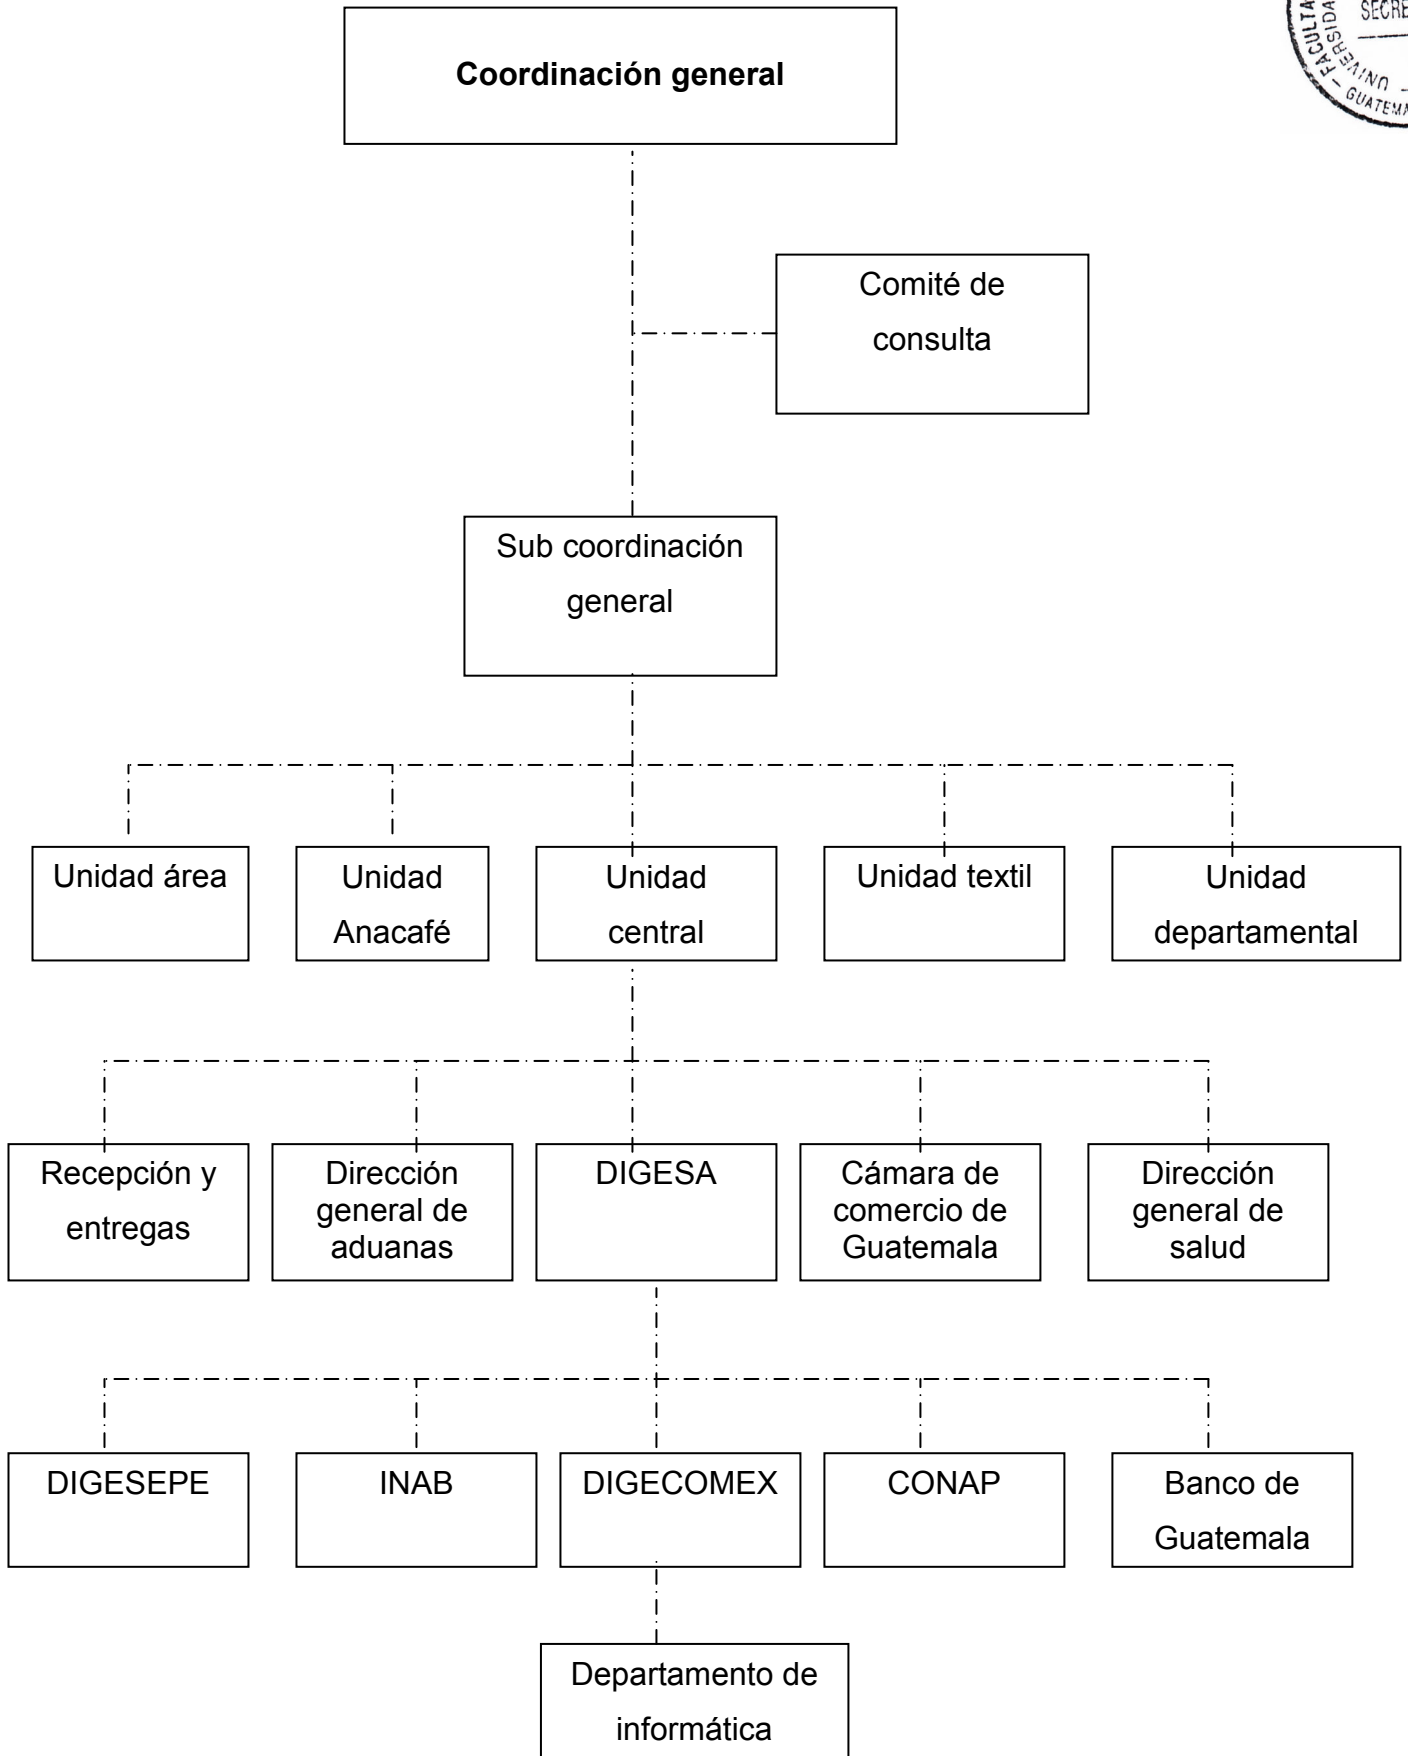 Coordinación general
Comité de
consulta
Sub coordinación
general
Unidad área
Unidad
Anacafé
Unidad
central
Unidad textil
Unidad
departamental
Recepción y
entregas
Dirección
general de
aduanas
DIGESA
Cámara de
comercio de
Guatemala
Dirección
general de
salud
DIGESEPE
INAB
DIGECOMEX
CONAP
Banco de
Guatemala
Departamento de
informática